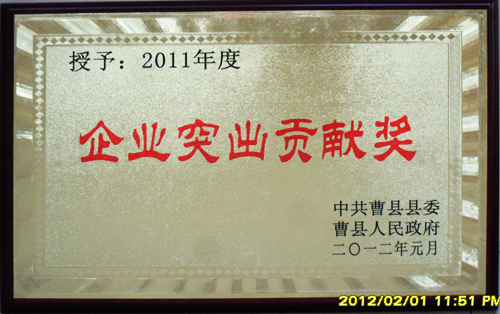 授予：2011年度
企业突出贡献奖
中共曹县县委
曹县人民政府
二〇一二年元月
2012/02/01 11:51 PM